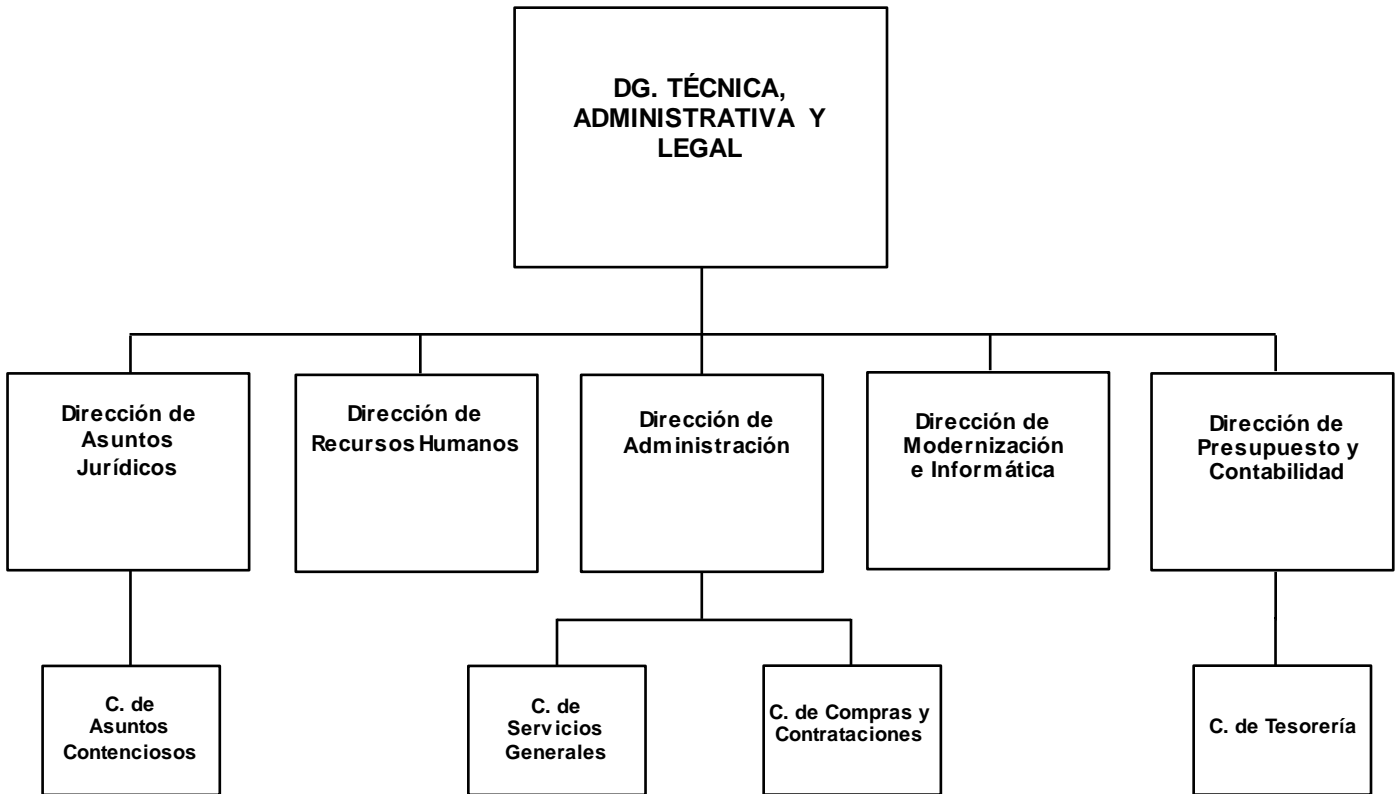 DG. TÉCNICA,
ADMINISTRATIVA Y
LEGAL
Dirección de
Asuntos
Jurídicos
Dirección de
Recursos Humanos
Dirección de
Administración
Dirección de
Modernización
e Informática
Dirección de
Presupuesto y
Contabilidad
C. de
Asuntos
Contenciosos
C. de
Servicios
Generales
C. de Compras y
Contrataciones
C. de Tesorería